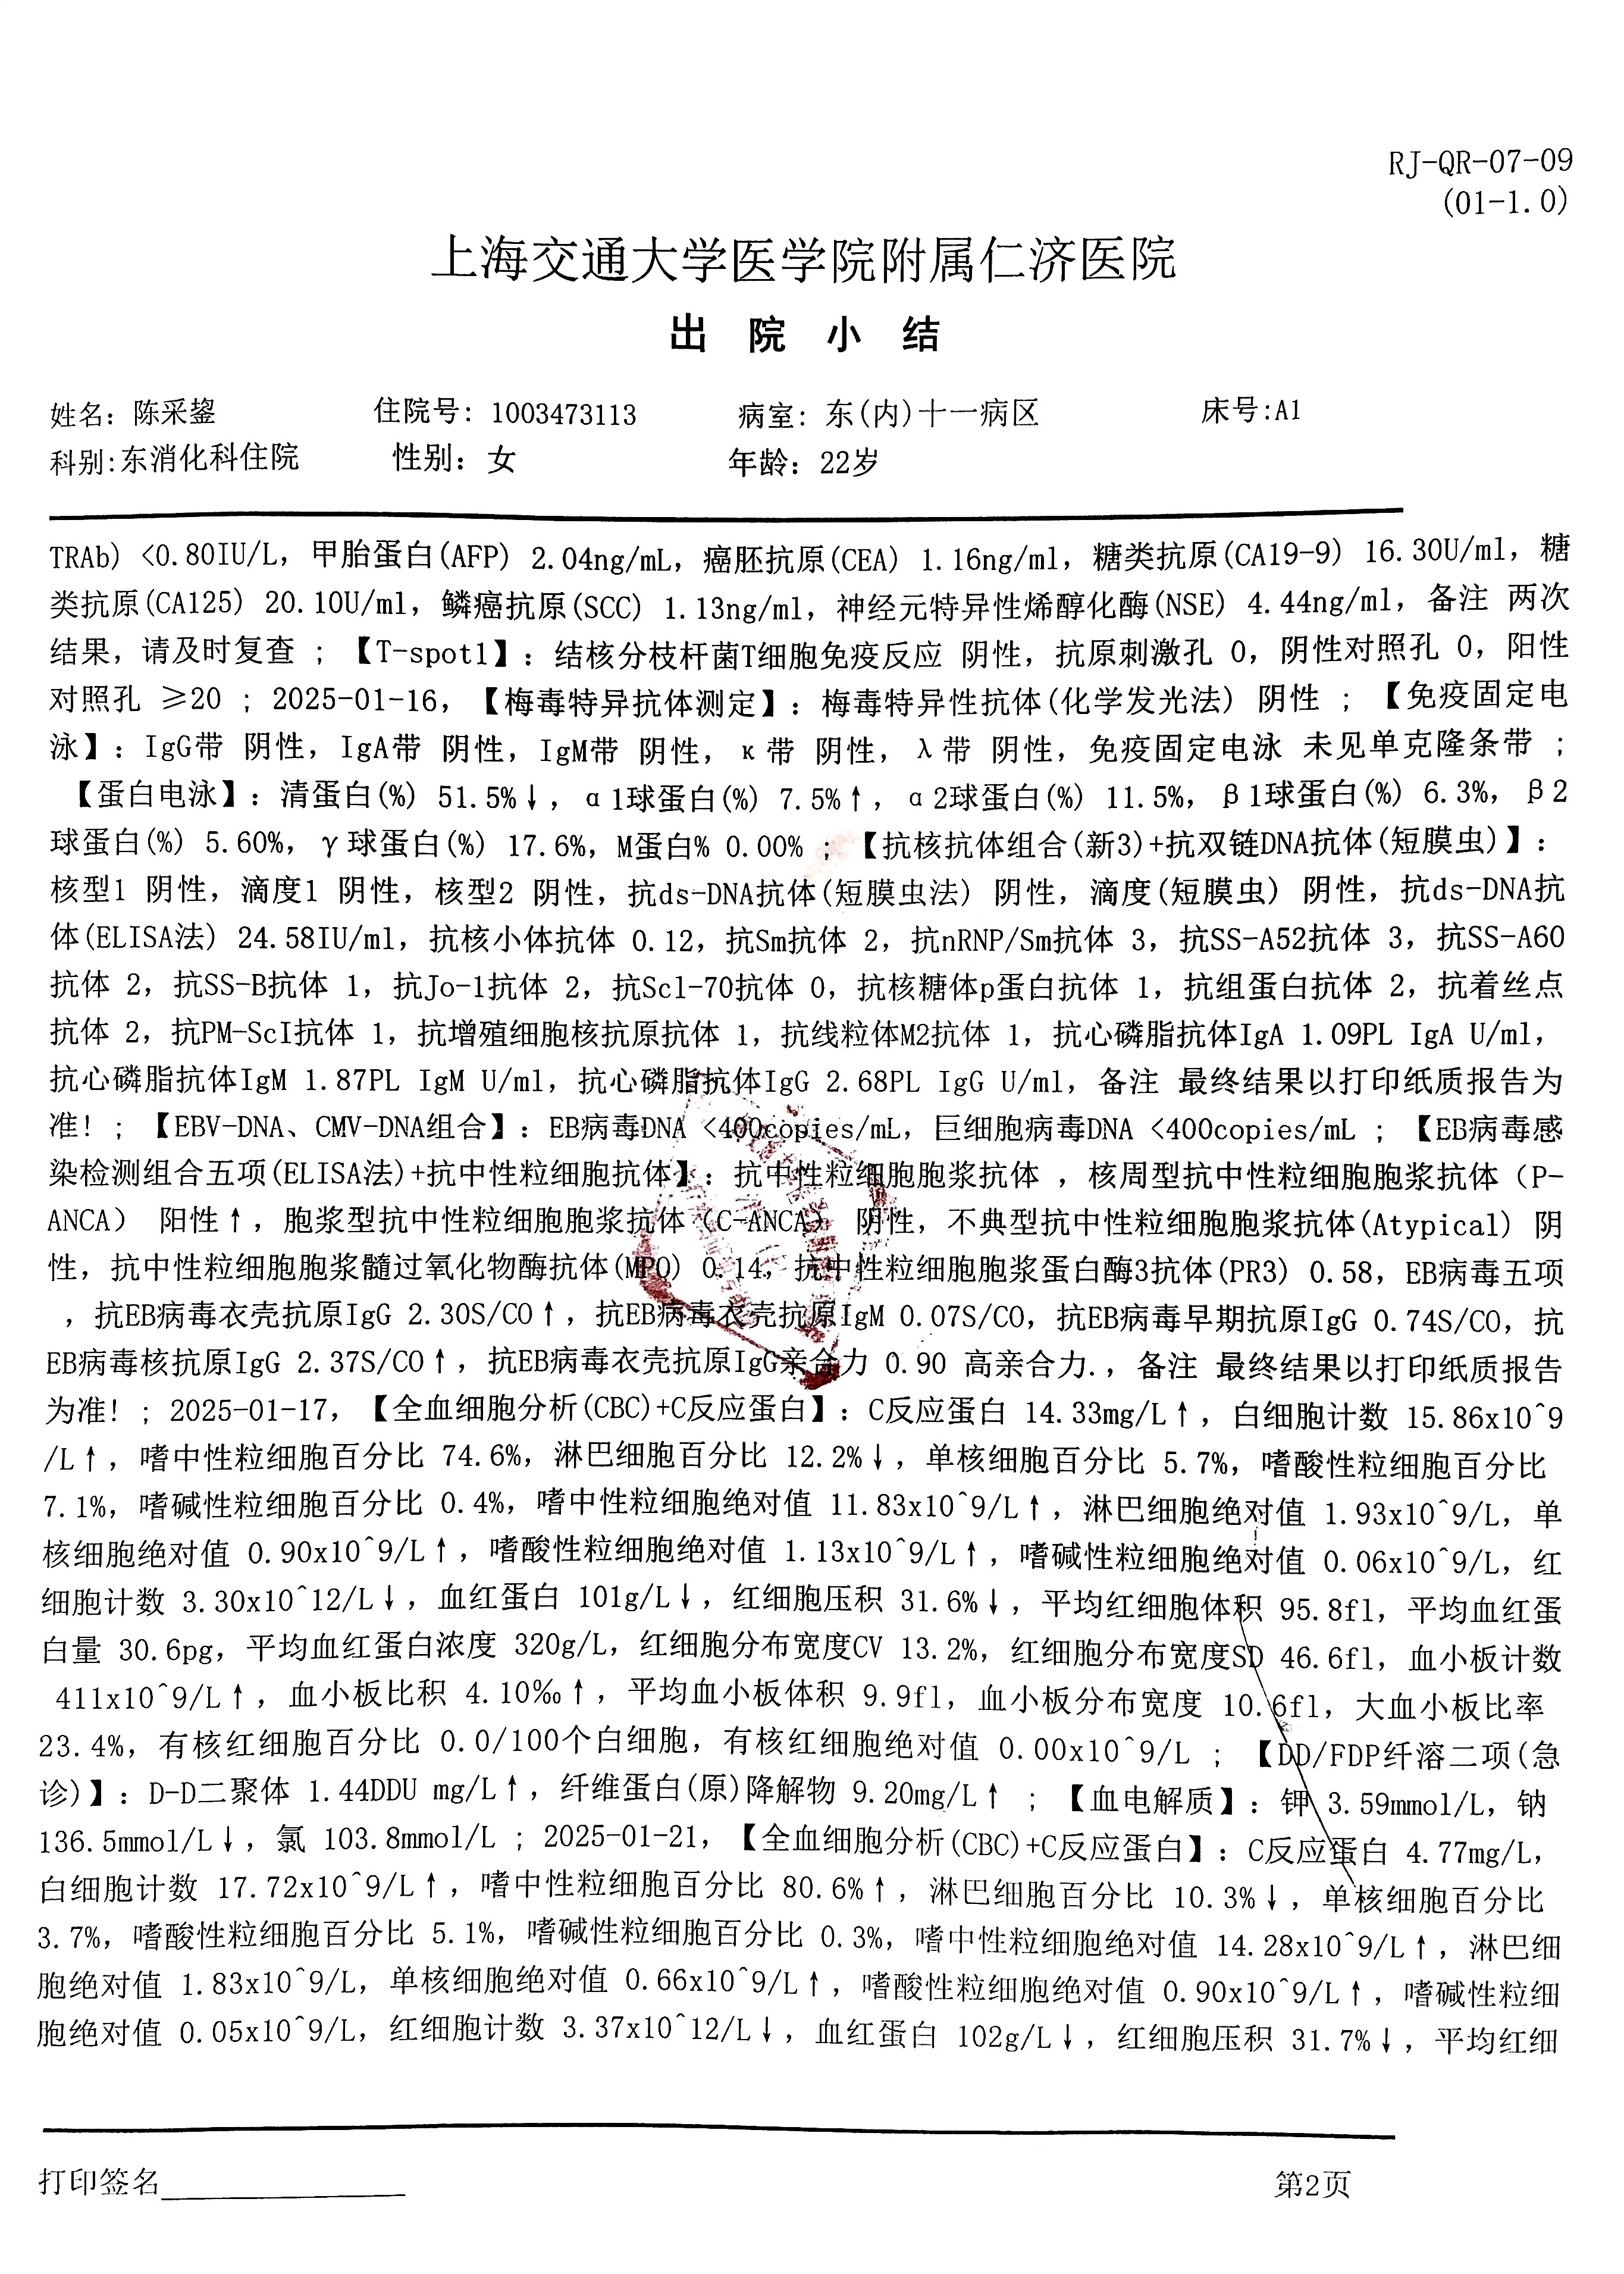 RJ-QR-07-09
(01-1.0)
上海交通大学医学院附属仁济医院
出 院 小 结
姓名: 陈采鋆 住院号: 1003473113 病室: 东(内)十一病区 床号:A1
科别:东消化科住院 性别: 女 年龄: 22岁
TRAb) <0.80IU/L, 甲胎蛋白(AFP) 2.04ng/mL, 癌胚抗原(CEA) 1.16ng/ml, 糖类抗原(CA19-9) 16.30U/ml, 糖
类抗原(CA125) 20.10U/ml, 鳞癌抗原(SCC) 1.13ng/ml, 神经元特异性烯醇化酶(NSE) 4.44ng/ml, 备注 两次
结果, 请及时复查 ; 【T-spot1】: 结核分枝杆菌T细胞免疫反应 阴性, 抗原刺激孔 0, 阴性对照孔 0, 阳性
对照孔 ≥20 ; 2025-01-16, 【梅毒特异抗体测定】: 梅毒特异性抗体(化学发光法) 阴性 ; 【免疫固定电
泳】: IgG带 阴性, IgA带 阴性, IgM带 阴性, κ带 阴性, λ带 阴性, 免疫固定电泳 未见单克隆条带 ;
【蛋白电泳】: 清蛋白(%) 51.5%↓, α1球蛋白(%) 7.5%↑, α2球蛋白(%) 11.5%, β1球蛋白(%) 6.3%, β2
球蛋白(%) 5.60%, γ球蛋白(%) 17.6%, M蛋白% 0.00% ; 【抗核抗体组合(新3)+抗双链DNA抗体(短膜虫)】:
核型1 阴性, 滴度1 阴性, 核型2 阴性, 抗ds-DNA抗体(短膜虫法) 阴性, 滴度(短膜虫) 阴性, 抗ds-DNA抗
体(ELISA法) 24.58IU/ml, 抗核小体抗体 0.12, 抗Sm抗体 2, 抗nRNP/Sm抗体 3, 抗SS-A52抗体 3, 抗SS-A60
抗体 2, 抗SS-B抗体 1, 抗Jo-1抗体 2, 抗Scl-70抗体 0, 抗核糖体p蛋白抗体 1, 抗组蛋白抗体 2, 抗着丝点
抗体 2, 抗PM-ScI抗体 1, 抗增殖细胞核抗原抗体 1, 抗线粒体M2抗体 1, 抗心磷脂抗体IgA 1.09PL IgA U/ml,
抗心磷脂抗体IgM 1.87PL IgM U/ml, 抗心磷脂抗体IgG 2.68PL IgG U/ml, 备注 最终结果以打印纸质报告为
准! ; 【EBV-DNA、CMV-DNA组合】: EB病毒DNA <400copies/mL, 巨细胞病毒DNA <400copies/mL ; 【EB病毒感
染检测组合五项(ELISA法)+抗中性粒细胞抗体】: 抗中性粒细胞胞浆抗体 , 核周型抗中性粒细胞胞浆抗体 (P-
ANCA) 阳性↑, 胞浆型抗中性粒细胞胞浆抗体 (C-ANCA) 阴性, 不典型抗中性粒细胞胞浆抗体(Atypical) 阴
性, 抗中性粒细胞胞浆髓过氧化物酶抗体(MPO) 0.14, 抗中性粒细胞胞浆蛋白酶3抗体(PR3) 0.58, EB病毒五项
, 抗EB病毒衣壳抗原IgG 2.30S/CO↑, 抗EB病毒衣壳抗原IgM 0.07S/CO, 抗EB病毒早期抗原IgG 0.74S/CO, 抗
EB病毒核抗原IgG 2.37S/CO↑, 抗EB病毒衣壳抗原IgG亲合力 0.90 高亲合力., 备注 最终结果以打印纸质报告
为准! ; 2025-01-17, 【全血细胞分析(CBC)+C反应蛋白】: C反应蛋白 14.33mg/L↑, 白细胞计数 15.86x10^9
/L↑, 嗜中性粒细胞百分比 74.6%, 淋巴细胞百分比 12.2%↓, 单核细胞百分比 5.7%, 嗜酸性粒细胞百分比
7.1%, 嗜碱性粒细胞百分比 0.4%, 嗜中性粒细胞绝对值 11.83x10^9/L↑, 淋巴细胞绝对值 1.93x10^9/L, 单
核细胞绝对值 0.90x10^9/L↑, 嗜酸性粒细胞绝对值 1.13x10^9/L↑, 嗜碱性粒细胞绝对值 0.06x10^9/L, 红
细胞计数 3.30x10^12/L↓, 血红蛋白 101g/L↓, 红细胞压积 31.6%↓, 平均红细胞体积 95.8fl, 平均血红蛋
白量 30.6pg, 平均血红蛋白浓度 320g/L, 红细胞分布宽度CV 13.2%, 红细胞分布宽度SD 46.6fl, 血小板计数
411x10^9/L↑, 血小板比积 4.10‰↑, 平均血小板体积 9.9fl, 血小板分布宽度 10.6fl, 大血小板比率
23.4%, 有核红细胞百分比 0.0/100个白细胞, 有核红细胞绝对值 0.00x10^9/L ; 【DD/FDP纤溶二项(急
诊)】: D-D二聚体 1.44DDU mg/L↑, 纤维蛋白(原)降解物 9.20mg/L↑ ; 【血电解质】: 钾 3.59mmol/L, 钠
136.5mmol/L↓, 氯 103.8mmol/L ; 2025-01-21, 【全血细胞分析(CBC)+C反应蛋白】: C反应蛋白 4.77mg/L,
白细胞计数 17.72x10^9/L↑, 嗜中性粒细胞百分比 80.6%↑, 淋巴细胞百分比 10.3%↓, 单核细胞百分比
3.7%, 嗜酸性粒细胞百分比 5.1%, 嗜碱性粒细胞百分比 0.3%, 嗜中性粒细胞绝对值 14.28x10^9/L↑, 淋巴细
胞绝对值 1.83x10^9/L, 单核细胞绝对值 0.66x10^9/L↑, 嗜酸性粒细胞绝对值 0.90x10^9/L↑, 嗜碱性粒细
胞绝对值 0.05x10^9/L, 红细胞计数 3.37x10^12/L↓, 血红蛋白 102g/L↓, 红细胞压积 31.7%↓, 平均红细
打印签名 第2页